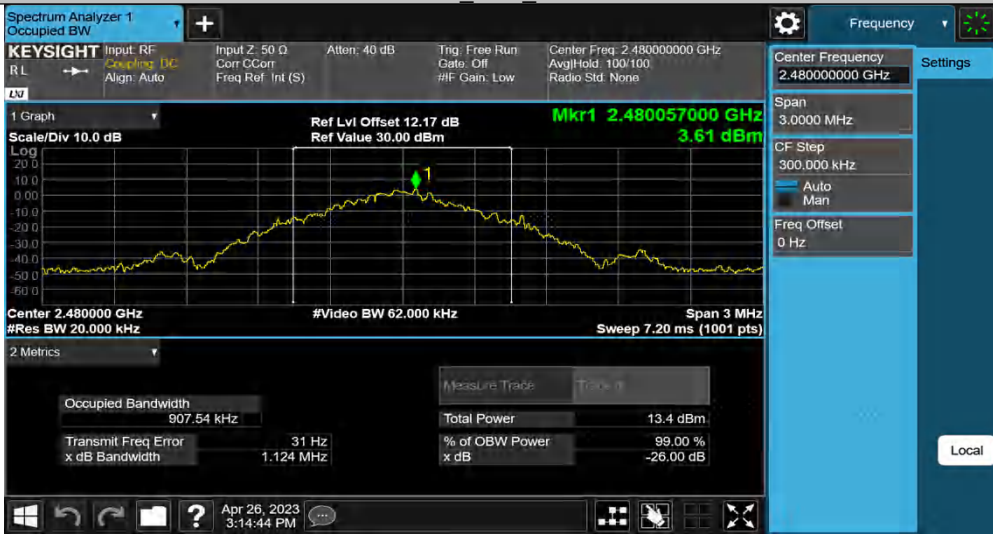 Spectrum Analyzer 1
Occupied BW
+
KEYSIGHT
RL
LXI
Input: RF
Coupling: DC
Align: Auto
Input Z: 50 Ω
Corr CCorr
Freq Ref: Int (S)
Atten: 40 dB
Trig: Free Run
Gate: Off
#IF Gain: Low
Center Freq: 2.480000000 GHz
Avg|Hold: 100/100
Radio Std: None
1 Graph
Scale/Div 10.0 dB
Ref Lvl Offset 12.17 dB
Ref Value 30.00 dBm
Mkr1 2.480057000 GHz
3.61 dBm
Log
20.0
10.0
0.00
-10.0
-20.0
-30.0
-40.0
-50.0
-60.0
1
Center 2.480000 GHz
#Res BW 20.000 kHz
#Video BW 62.000 kHz
Span 3 MHz
Sweep 7.20 ms (1001 pts)
2 Metrics
Measure Trace
Occupied Bandwidth
907.54 kHz
Total Power 13.4 dBm
Transmit Freq Error 31 Hz
% of OBW Power 99.00 %
x dB Bandwidth 1.124 MHz
x dB -26.00 dB
?
Apr 26, 2023
3:14:44 PM
Frequency
Center Frequency
2.480000000 GHz
Settings
Span
3.0000 MHz
CF Step
300.000 kHz
Auto
Man
Freq Offset
0 Hz
Local